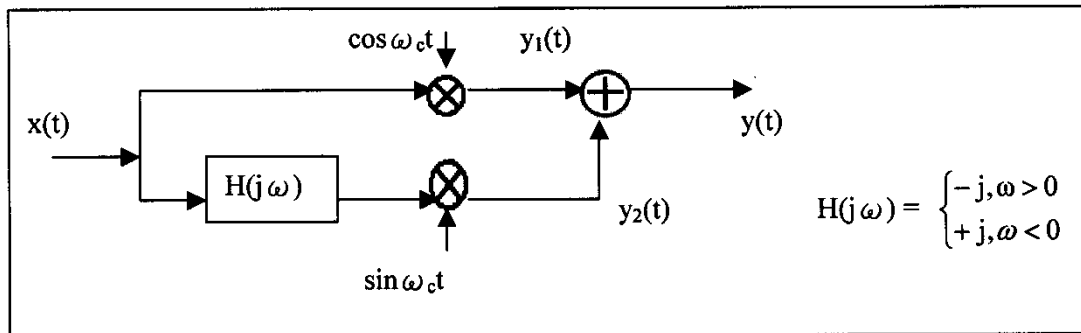 cos ω_c t
y₁(t)
x(t)
y(t)
H(jω)
y₂(t)
H(jω) = { -j, ω > 0
+j, ω < 0
sin ω_c t